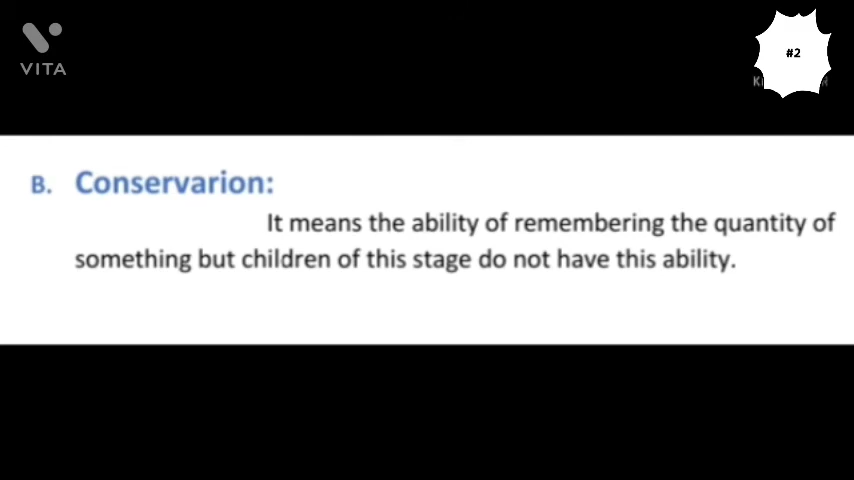 VITA
#2
B. Conservarion:
It means the ability of remembering the quantity of
something but children of this stage do not have this ability.